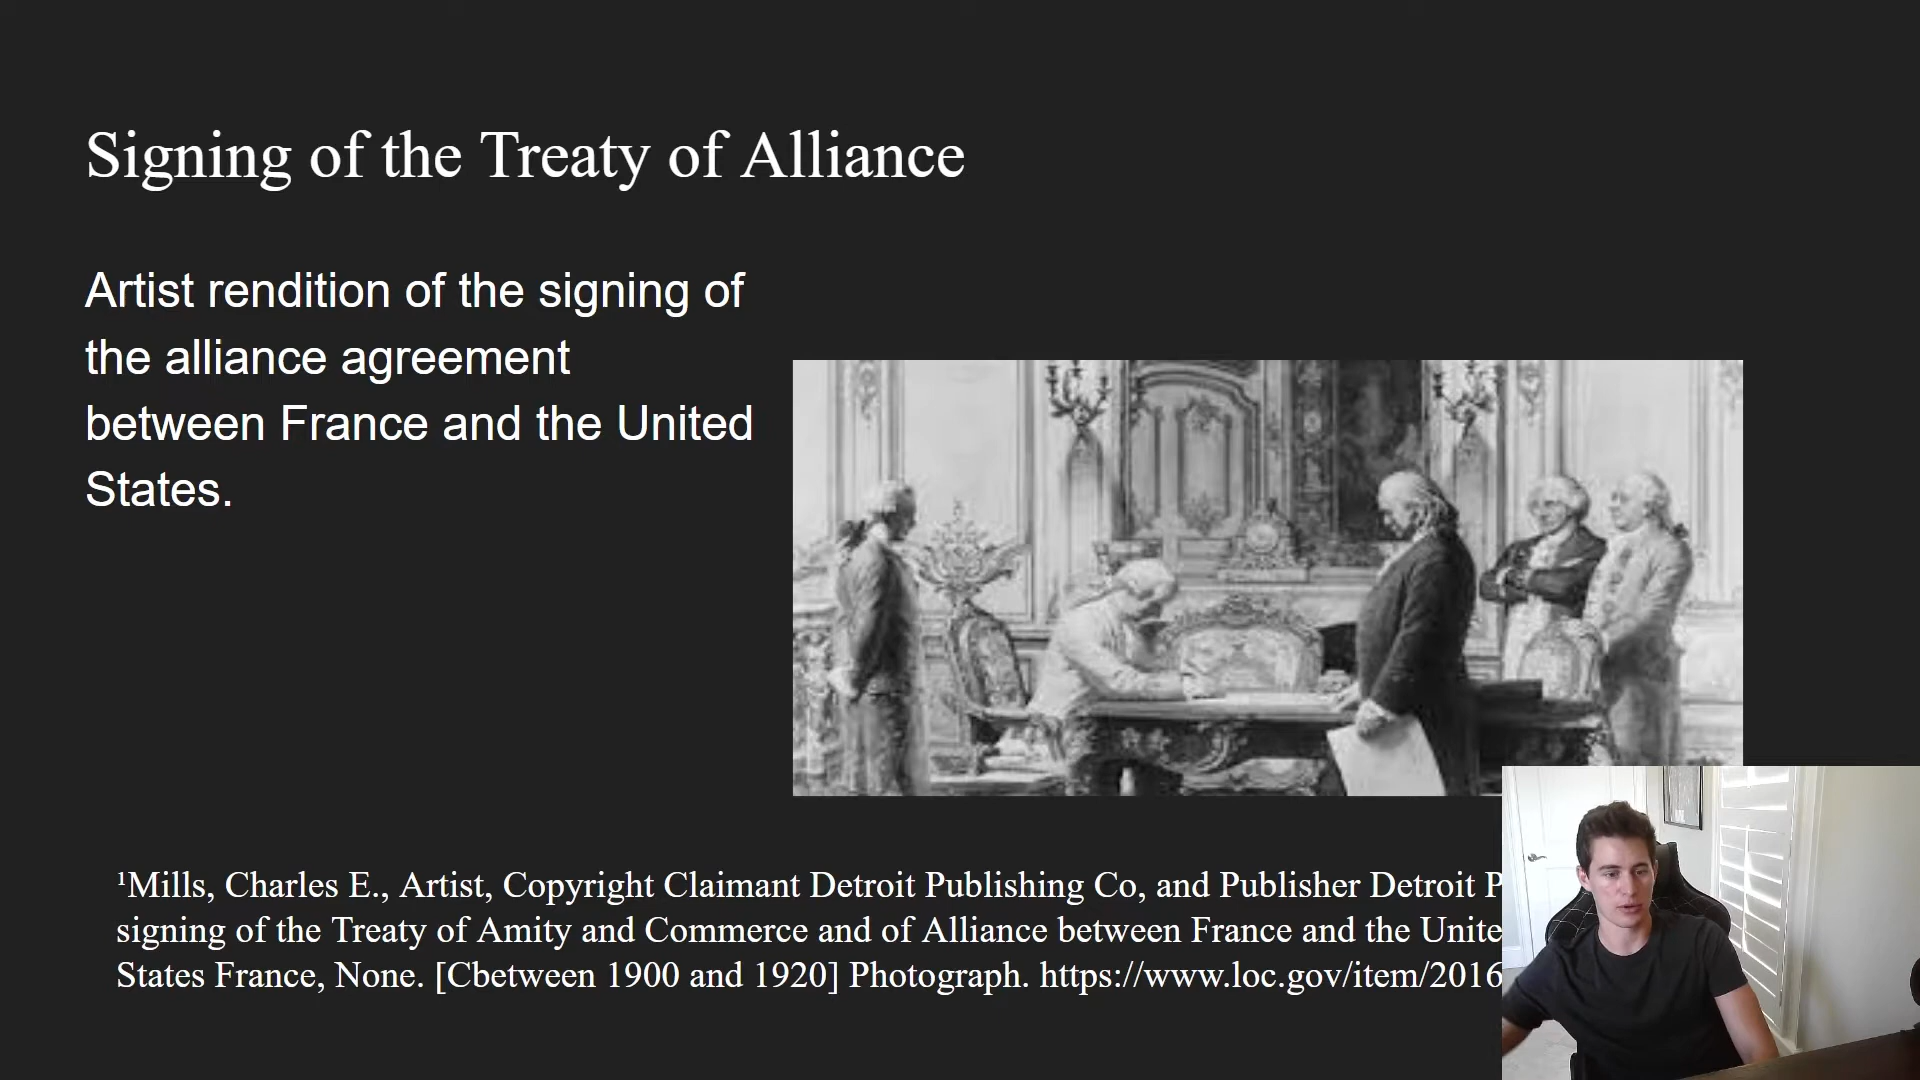 Signing of the Treaty of Alliance
Artist rendition of the signing of
the alliance agreement
between France and the United
States.
¹Mills, Charles E., Artist, Copyright Claimant Detroit Publishing Co, and Publisher Detroit P
signing of the Treaty of Amity and Commerce and of Alliance between France and the Unite
States France, None. [Cbetween 1900 and 1920] Photograph. https://www.loc.gov/item/2016